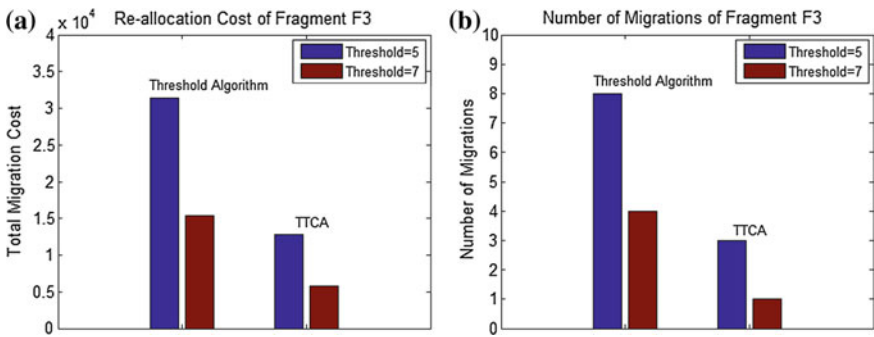 (a)
Re-allocation Cost of Fragment F3
x 10^4
4
3.5
3
2.5
2
1.5
1
0.5
0
Total Migration Cost
Threshold=5
Threshold=7
Threshold Algorithm
TTCA
(b)
Number of Migrations of Fragment F3
10
9
8
7
6
5
4
3
2
1
0
Number of Migrations
Threshold=5
Threshold=7
Threshold Algorithm
TTCA